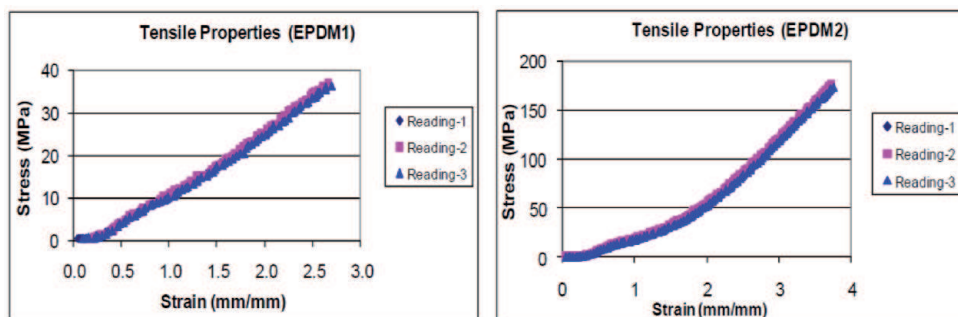 Tensile Properties (EPDM1)
40
30
20
10
0
0.0 0.5 1.0 1.5 2.0 2.5 3.0
Stress (MPa)
Strain (mm/mm)
Reading-1
Reading-2
Reading-3
Tensile Properties (EPDM2)
200
150
100
50
0
0 1 2 3 4
Stress (MPa)
Strain (mm/mm)
Reading-1
Reading-2
Reading-3